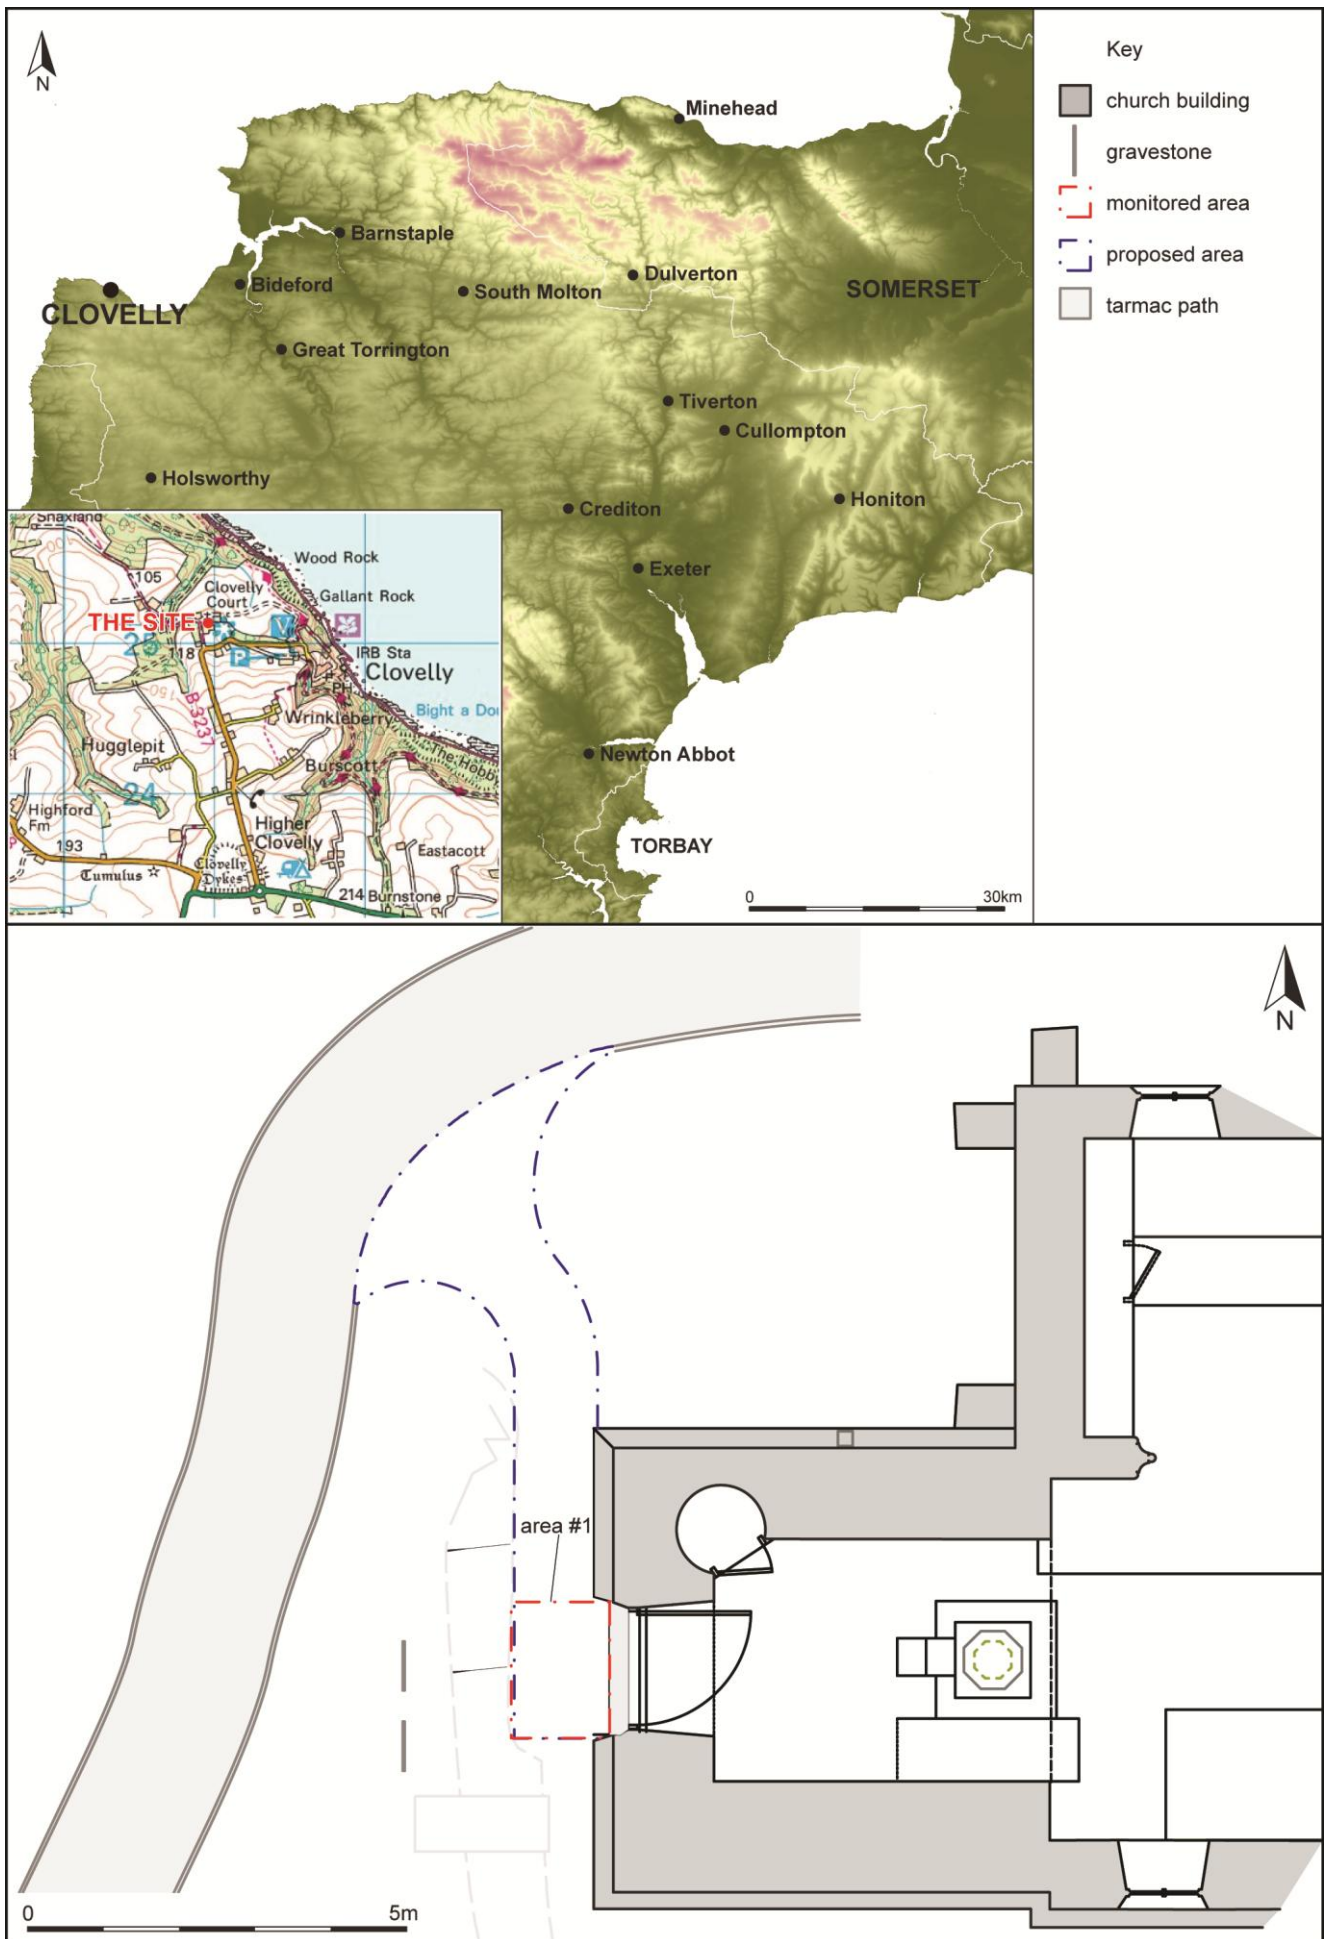 N
Minehead
Barnstaple
Bideford
CLOVELLY
South Molton
Dulverton
SOMERSET
Great Torrington
Tiverton
Cullompton
Holsworthy
Crediton
Honiton
Exeter
Newton Abbot
TORBAY
0 30km
Key
church building
gravestone
monitored area
proposed area
tarmac path
Wood Rock
105
Clovelly
Court
Gallant Rock
THE SITE
25
118
V
P
IRB Sta
Clovelly
PH
150
B 3237
Wrinkleberry
Bight a
Hugglepit
Burscott
The Hobby
24
Highford
Fm
Higher
Clovelly
193
Eastacott
Tumulus
Clovelly
Dykes
214
Burnstone
N
area #1
0 5m